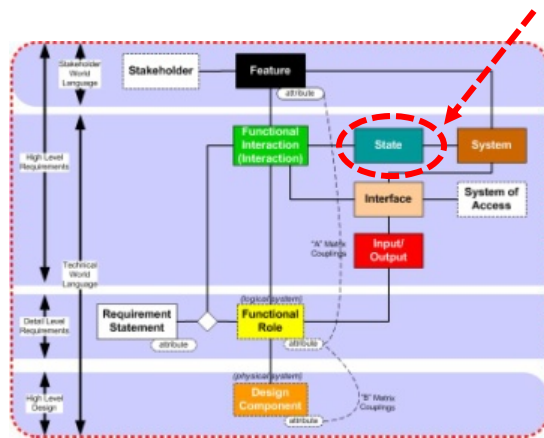 Stakeholder
World
Language
Stakeholder
Feature
attribute
High Level
Requirements
Functional
Interaction
(Interaction)
State
System
Interface
System of
Access
Technical
World
Language
"A" Matrix
Couplings
Input/
Output
Detail Level
Requirements
Requirement
Statement
attribute
(logical system)
Functional
Role
attribute
High Level
Design
(physical system)
Design
Component
attribute
"B" Matrix
Couplings